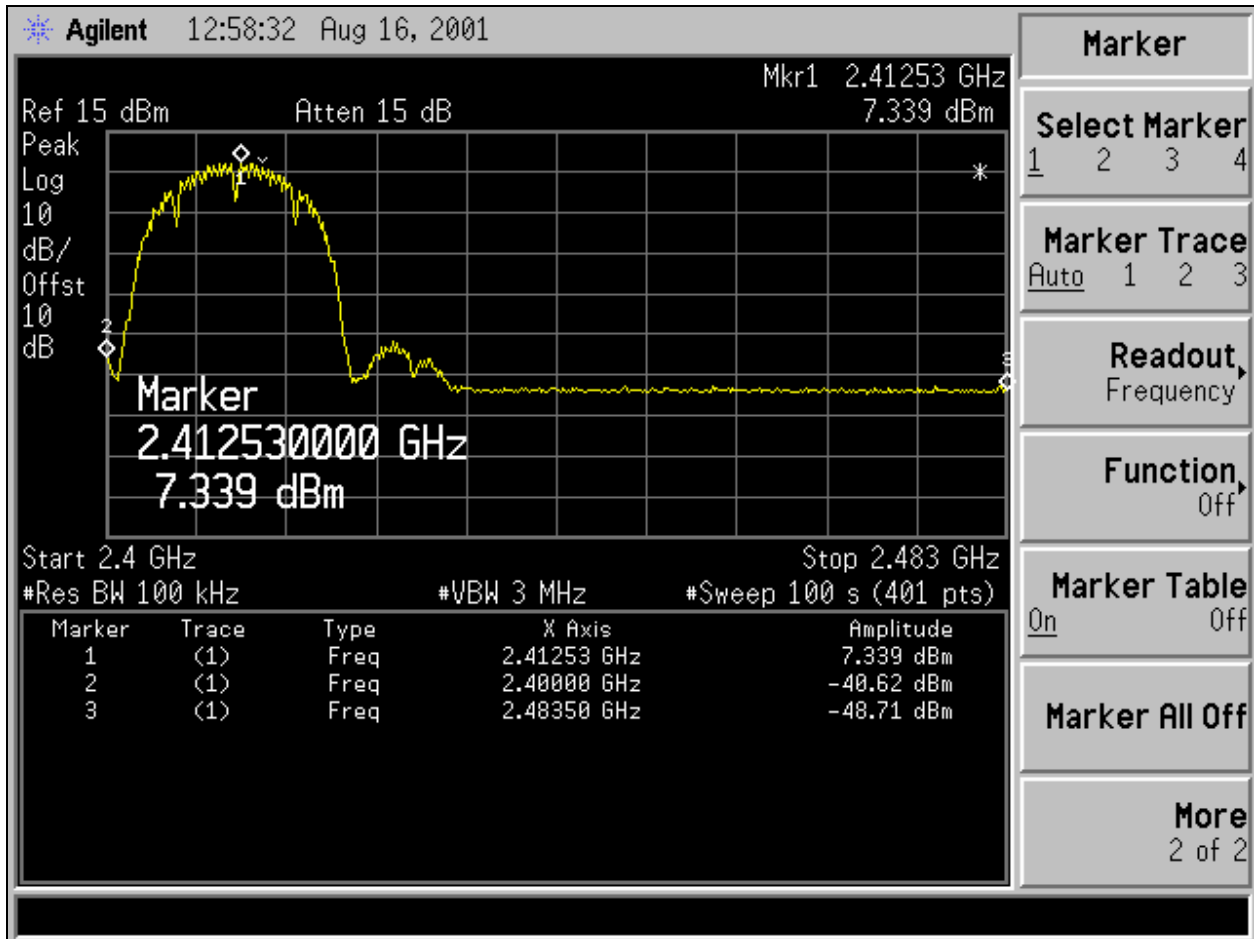 Agilent 12:58:32 Aug 16, 2001
Mkr1 2.41253 GHz
Ref 15 dBm Atten 15 dB 7.339 dBm
Peak
Log
10
dB/
Offst
10
dB
1
2
3
Marker
2.412530000 GHz
7.339 dBm
Start 2.4 GHz Stop 2.483 GHz
#Res BW 100 kHz #VBW 3 MHz #Sweep 100 s (401 pts)
Marker Trace Type X Axis Amplitude
1 (1) Freq 2.41253 GHz 7.339 dBm
2 (1) Freq 2.40000 GHz -40.62 dBm
3 (1) Freq 2.48350 GHz -48.71 dBm
Marker
Select Marker
1 2 3 4
Marker Trace
Auto 1 2 3
Readout
Frequency
Function
Off
Marker Table
On Off
Marker All Off
More
2 of 2